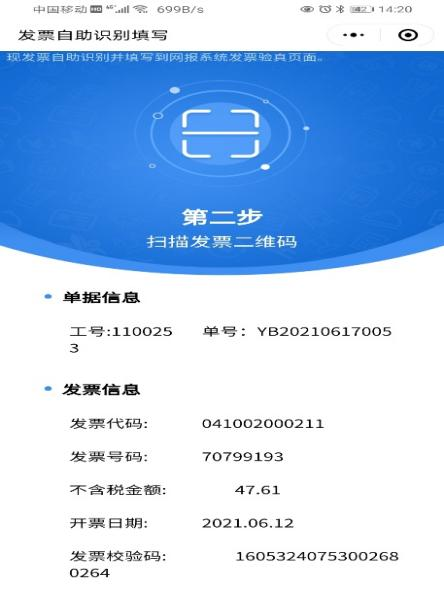 中国移动 HD 4G 699B/s 62 14:20
发票自助识别填写
现发票自助识别并填写到网报系统发票验真页面。
第二步
扫描发票二维码
单据信息
工号:110025 单号：YB20210617005
3
发票信息
发票代码: 041002000211
发票号码: 70799193
不含税金额: 47.61
开票日期: 2021.06.12
发票校验码: 1605324075300268
0264